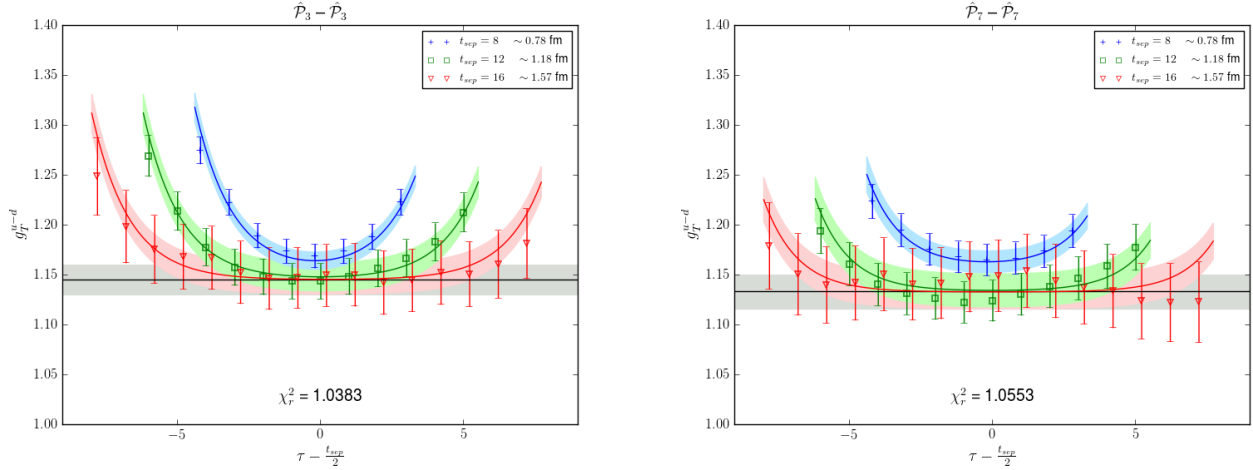 P̂₃ − P̂₃
1.40
1.35
1.30
1.25
1.20
1.15
1.10
1.05
1.00
g_T^{u−d}
t_sep = 8 ∼ 0.78 fm
t_sep = 12 ∼ 1.18 fm
t_sep = 16 ∼ 1.57 fm
χ_r^2 = 1.0383
−5 0 5
τ − t_sep/2
P̂₇ − P̂₇
1.40
1.35
1.30
1.25
1.20
1.15
1.10
1.05
1.00
g_T^{u−d}
t_sep = 8 ∼ 0.78 fm
t_sep = 12 ∼ 1.18 fm
t_sep = 16 ∼ 1.57 fm
χ_r^2 = 1.0553
−5 0 5
τ − t_sep/2